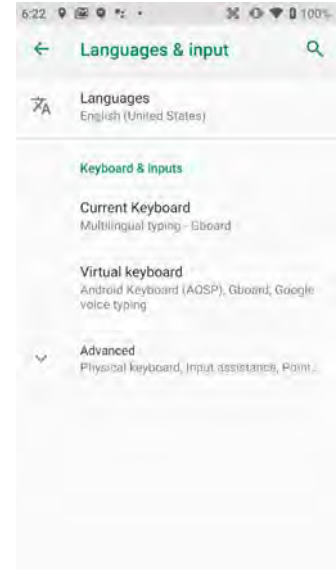 6:22 100%
Languages & input
Languages
English (United States)
Keyboard & inputs
Current Keyboard
Multilingual typing - Gboard
Virtual keyboard
Android Keyboard (AOSP), Gboard, Google
voice typing
Advanced
Physical keyboard, Input assistance, Point...